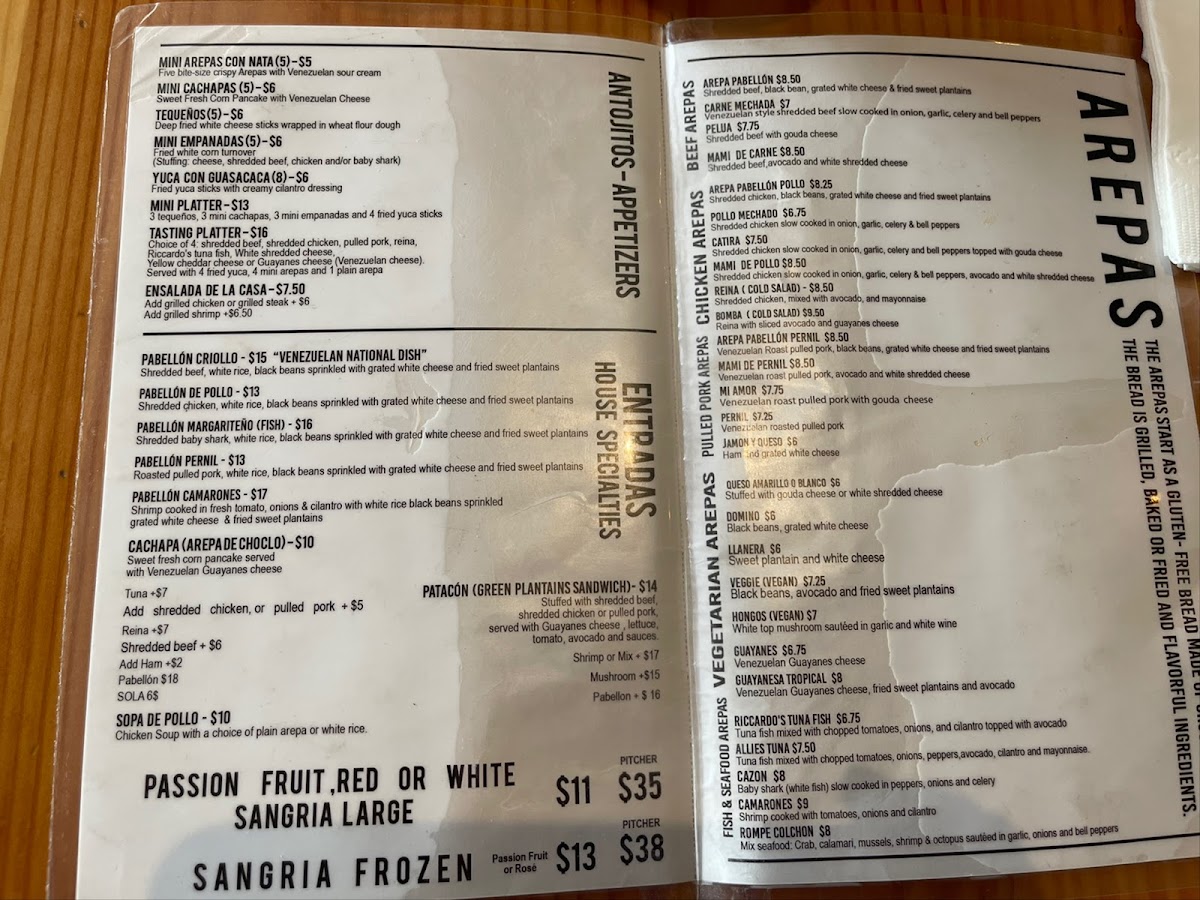 MINI AREPAS CON NATA (5) - $5
Five bite-size crispy Arepas with Venezuelan sour cream
MINI CACHAPAS (5) - $6
Sweet Fresh Corn Pancake with Venezuelan Cheese
TEQUEÑOS (5) - $6
Deep fried white cheese sticks wrapped in wheat flour dough
MINI EMPANADAS (5) - $6
Fried white corn turnover
(Stuffing: cheese, shredded beef, chicken and/or baby shark)
YUCA CON GUASACACA (8) - $6
Fried yuca sticks with creamy cilantro dressing
MINI PLATTER - $13
3 tequeños, 3 mini cachapas, 3 mini empanadas and 4 fried yuca sticks
TASTING PLATTER - $16
Choice of 4: shredded beef, shredded chicken, pulled pork, reina,
Riccardo's tuna fish, White shredded cheese,
Yellow cheddar cheese or Guayanes cheese (Venezuelan cheese).
Served with 4 fried yuca, 4 mini arepas and 1 plain arepa
ENSALADA DE LA CASA - $7.50
Add grilled chicken or grilled steak + $6
Add grilled shrimp +$6.50
ANTOJITOS - APPETIZERS
PABELLÓN CRIOLLO - $15 "VENEZUELAN NATIONAL DISH"
Shredded beef, white rice, black beans sprinkled with grated white cheese and fried sweet plantains
PABELLÓN DE POLLO - $13
Shredded chicken, white rice, black beans sprinkled with grated white cheese and fried sweet plantains
PABELLÓN MARGARITEÑO (FISH) - $16
Shredded baby shark, white rice, black beans sprinkled with grated white cheese and fried sweet plantains
PABELLÓN PERNIL - $13
Roasted pulled pork, white rice, black beans sprinkled with grated white cheese and fried sweet plantains
PABELLÓN CAMARONES - $17
Shrimp cooked in fresh tomato, onions & cilantro with white rice black beans sprinkled
grated white cheese & fried sweet plantains
CACHAPA (AREPA DE CHOCLO) - $10
Sweet fresh corn pancake served
with Venezuelan Guayanes cheese
Tuna +$7
Add shredded chicken, or pulled pork + $5
Reina +$7
Shredded beef + $6
Add Ham +$2
Pabellón $18
SOLA 6$
ENTRADAS
HOUSE SPECIALTIES
PATACÓN (GREEN PLANTAINS SANDWICH) - $14
Stuffed with shredded beef,
shredded chicken or pulled pork,
served with Guayanes cheese , lettuce,
tomato, avocado and sauces.
Shrimp or Mix + $17
Mushroom +$15
Pabellon + $ 16
SOPA DE POLLO - $10
Chicken Soup with a choice of plain arepa or white rice.
PASSION FRUIT ,RED OR WHITE
SANGRIA LARGE
$11
PITCHER
$35
SANGRIA FROZEN
Passion Fruit
or Rosé
$13
PITCHER
$38
BEEF AREPAS
AREPA PABELLÓN $8.50
Shredded beef, black bean, grated white cheese & fried sweet plantains
CARNE MECHADA $7
Venezuelan style shredded beef slow cooked in onion, garlic, celery and bell peppers
PELUA $7.75
Shredded beef with gouda cheese
MAMI DE CARNE $8.50
Shredded beef,avocado and white shredded cheese
CHICKEN AREPAS
AREPA PABELLÓN POLLO $8.25
Shredded chicken, black beans, grated white cheese and fried sweet plantains
POLLO MECHADO $6.75
Shredded chicken slow cooked in onion, garlic, celery & bell peppers
CATIRA $7.50
Shredded chicken slow cooked in onion, garlic, celery and bell peppers topped with gouda cheese
MAMI DE POLLO $8.50
Shredded chicken slow cooked in onion, garlic, celery & bell peppers, avocado and white shredded cheese
REINA ( COLD SALAD) - $8.50
Shredded chicken, mixed with avocado, and mayonnaise
BOMBA ( COLD SALAD) $9.50
Reina with sliced avocado and guayanes cheese
PULLED PORK AREPAS
AREPA PABELLÓN PERNIL $8.50
Venezuelan Roast pulled pork, black beans, grated white cheese and fried sweet plantains
MAMI DE PERNIL $8.50
Venezuelan roast pulled pork, avocado and white shredded cheese
MI AMOR $7.75
Venezuelan roast pulled pork with gouda cheese
PERNIL $7.25
Venezuelan roasted pulled pork
JAMON Y QUESO $6
Ham and grated white cheese
VEGETARIAN AREPAS
QUESO AMARILLO O BLANCO $6
Stuffed with gouda cheese or white shredded cheese
DOMINO $6
Black beans, grated white cheese
LLANERA $6
Sweet plantain and white cheese
VEGGIE (VEGAN) $7.25
Black beans, avocado and fried sweet plantains
HONGOS (VEGAN) $7
White top mushroom sautéed in garlic and white wine
GUAYANES $6.75
Venezuelan Guayanes cheese
GUAYANESA TROPICAL $8
Venezuelan Guayanes cheese, fried sweet plantains and avocado
FISH & SEAFOOD AREPAS
RICCARDO'S TUNA FISH $6.75
Tuna fish mixed with chopped tomatoes, onions, and cilantro topped with avocado
ALLIES TUNA $7.50
Tuna fish mixed with chopped tomatoes, onions, peppers,avocado, cilantro and mayonnaise.
CAZON $8
Baby shark (white fish) slow cooked in peppers, onions and celery
CAMARONES $9
Shrimp cooked with tomatoes, onions and cilantro
ROMPE COLCHON $8
Mix seafood: Crab, calamari, mussels, shrimp & octopus sautéed in garlic, onions and bell peppers
AREPAS
THE AREPAS START AS A GLUTEN- FREE BREAD MADE
THE BREAD IS GRILLED, BAKED OR FRIED AND FLAVORFUL INGREDIENTS.